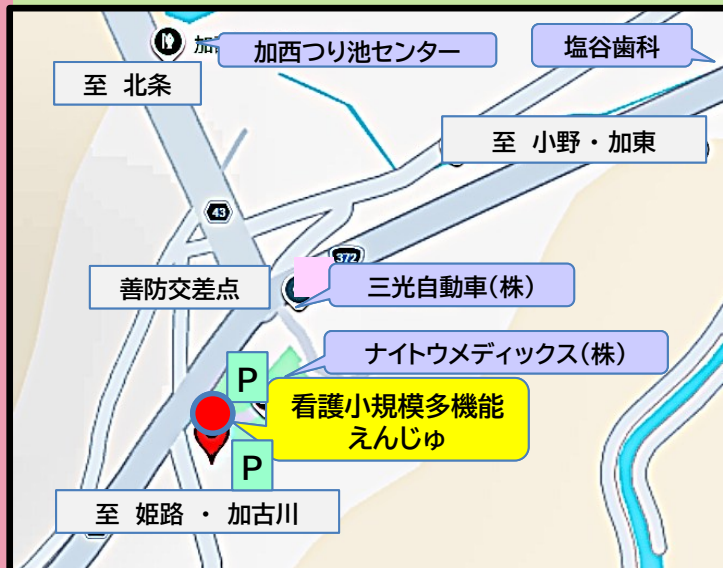 加西つり池センター
塩谷歯科
至 北条
至 小野・加東
43
372
善防交差点
三光自動車(株)
ナイトウメディックス(株)
P
看護小規模多機能
えんじゅ
P
至 姫路 ・ 加古川